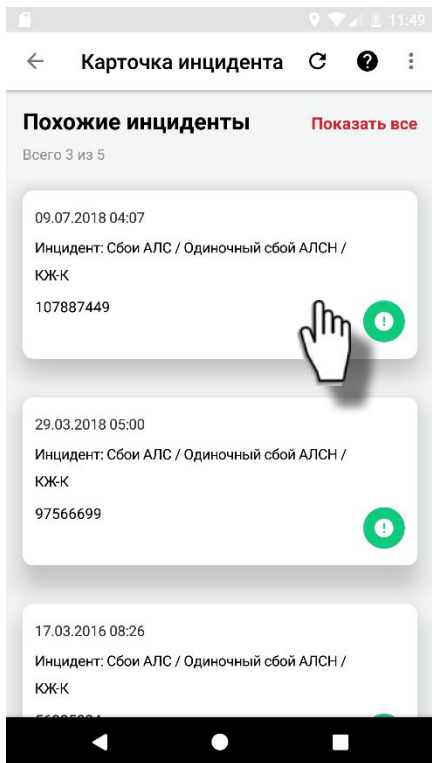 11:49
Карточка инцидента
Похожие инциденты
Показать все
Всего 3 из 5
09.07.2018 04:07
Инцидент: Сбои АЛС / Одиночный сбой АЛСН /
КЖ-К
107887449
29.03.2018 05:00
Инцидент: Сбои АЛС / Одиночный сбой АЛСН /
КЖ-К
97566699
17.03.2016 08:26
Инцидент: Сбои АЛС / Одиночный сбой АЛСН /
КЖ-К